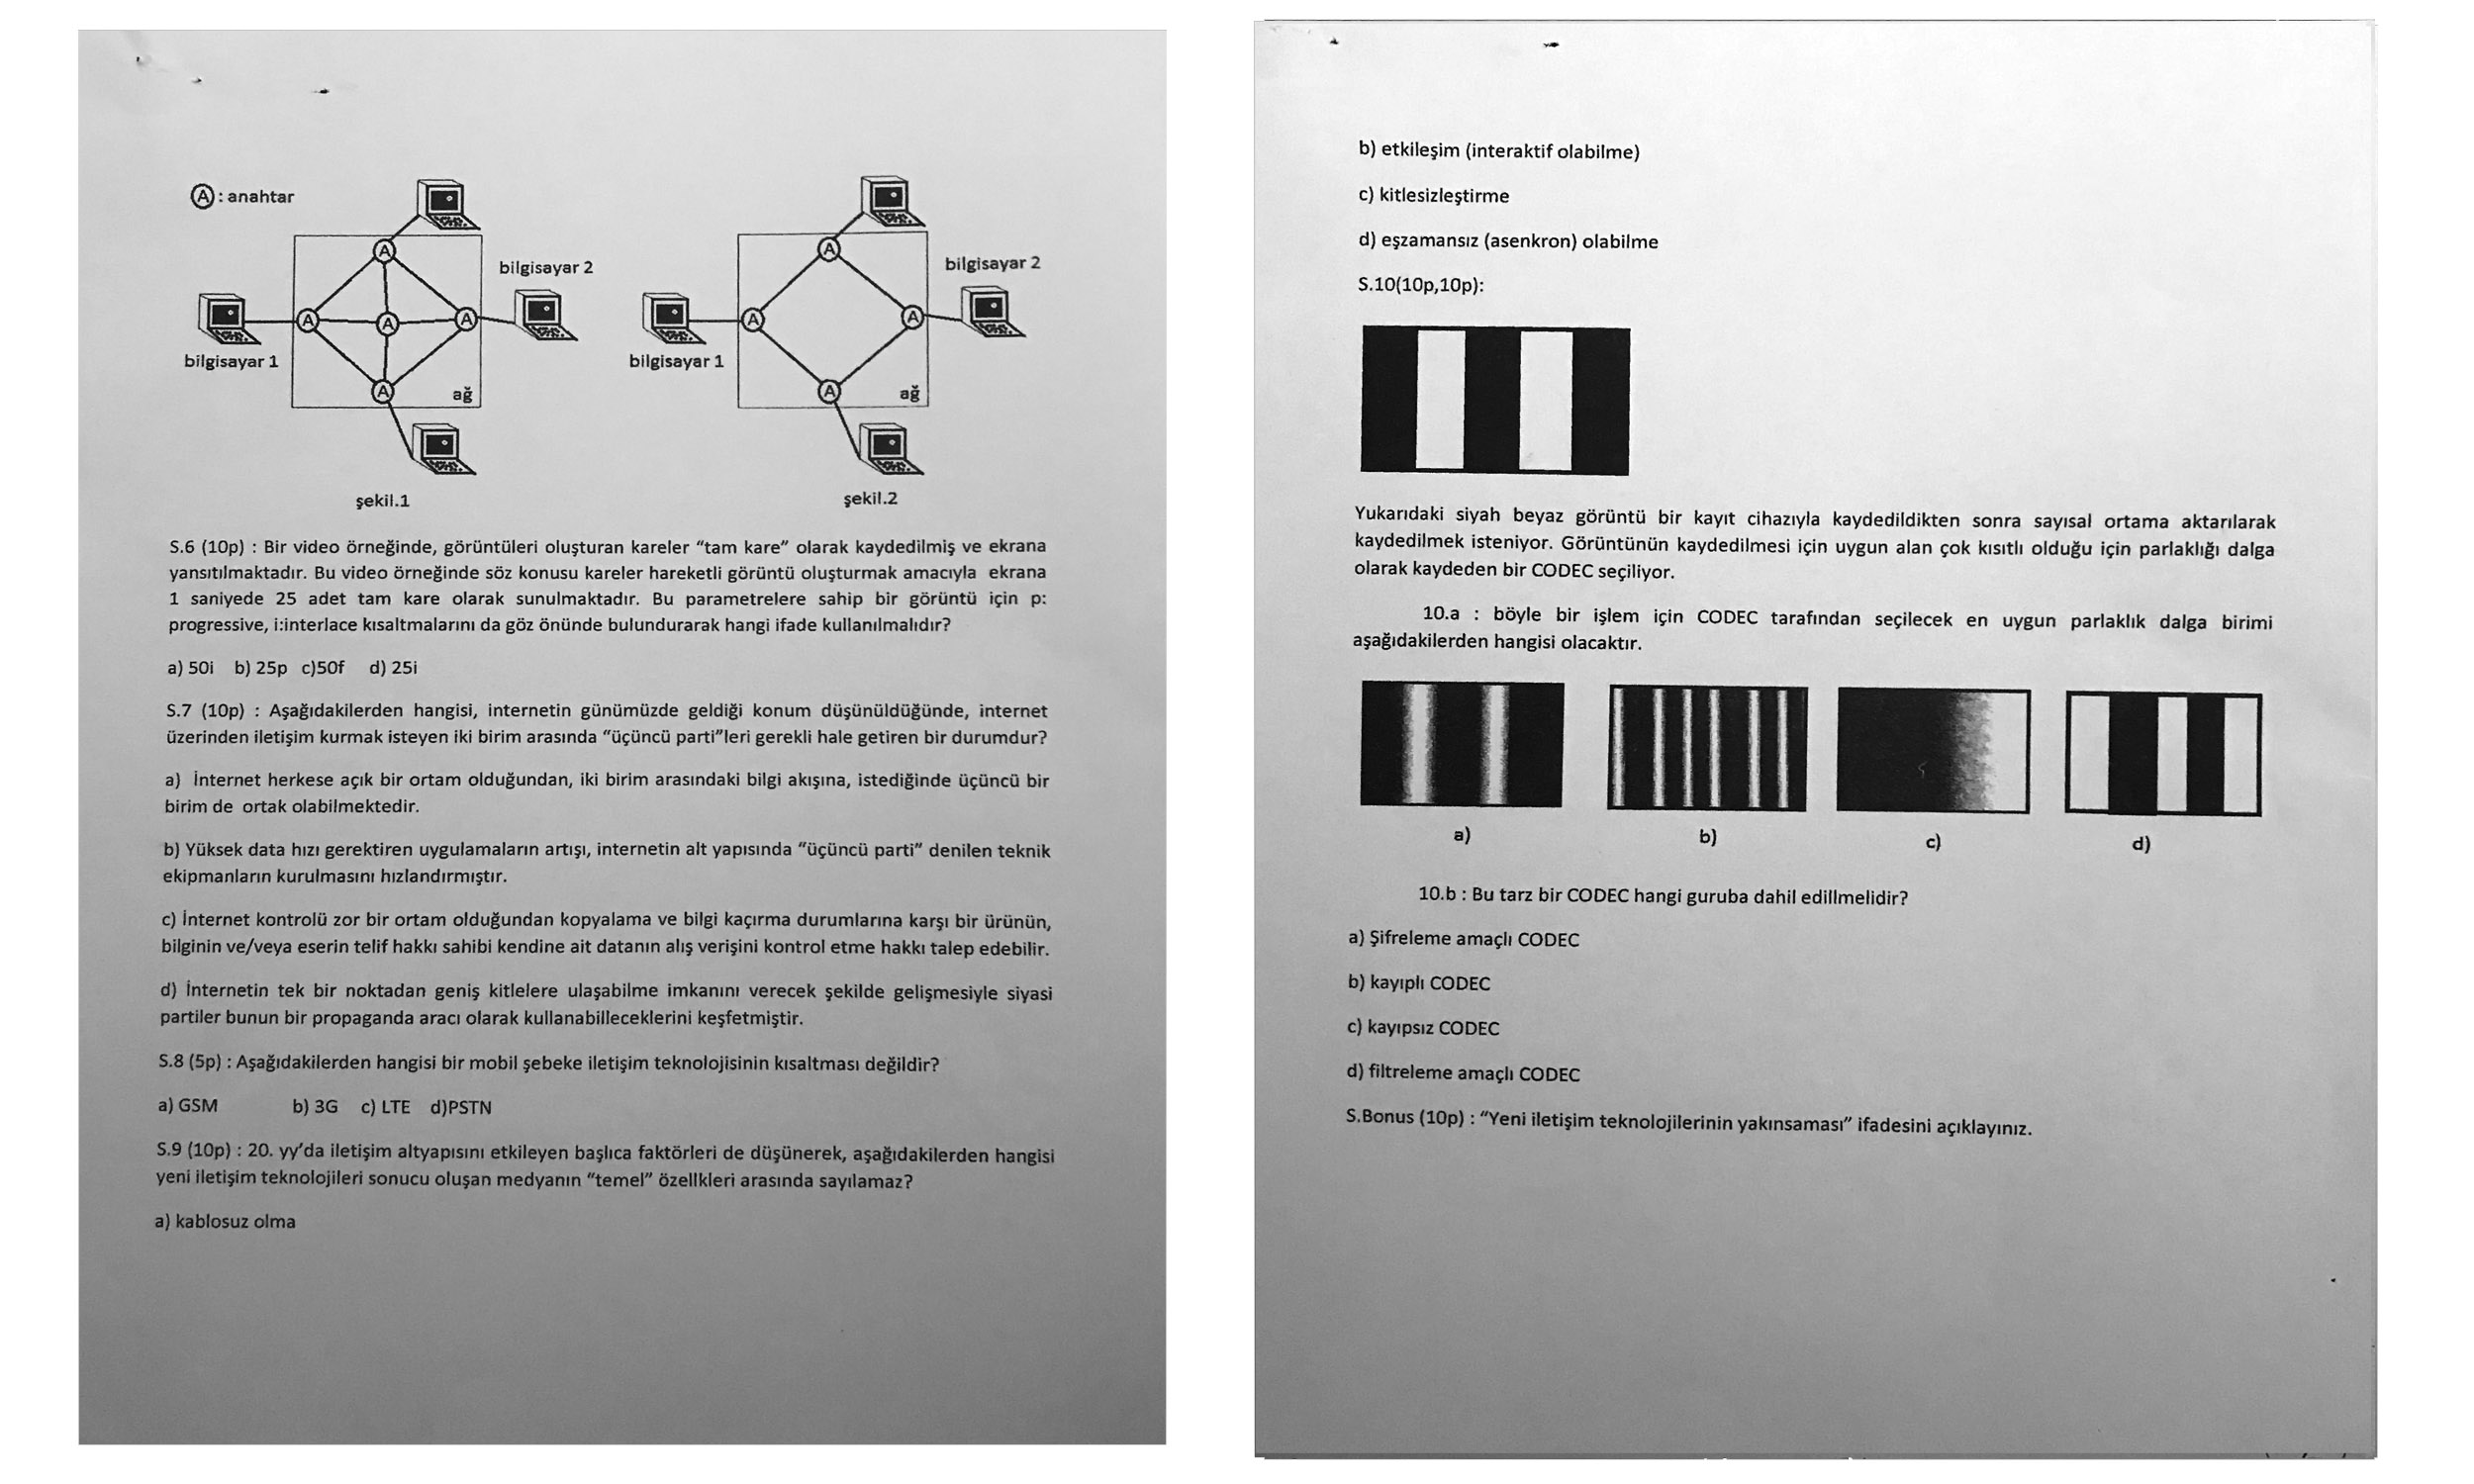 A : anahtar
A
A
A
A
A
bilgisayar 2
bilgisayar 1
ağ
şekil.1
A
A
A
A
bilgisayar 2
bilgisayar 1
ağ
şekil.2
S.6 (10p) : Bir video örneğinde, görüntüleri oluşturan kareler “tam kare” olarak kaydedilmiş ve ekrana
yansıtılmaktadır. Bu video örneğinde söz konusu kareler hareketli görüntü oluşturmak amacıyla ekrana
1 saniyede 25 adet tam kare olarak sunulmaktadır. Bu parametrelere sahip bir görüntü için p:
progressive, i:interlace kısaltmalarını da göz önünde bulundurarak hangi ifade kullanılmalıdır?
a) 50i b) 25p c)50f d) 25i
S.7 (10p) : Aşağıdakilerden hangisi, internetin günümüzde geldiği konum düşünüldüğünde, internet
üzerinden iletişim kurmak isteyen iki birim arasında “üçüncü parti”leri gerekli hale getiren bir durumdur?
a) İnternet herkese açık bir ortam olduğundan, iki birim arasındaki bilgi akışına, istediğinde üçüncü bir
birim de ortak olabilmektedir.
b) Yüksek data hızı gerektiren uygulamaların artışı, internetin alt yapısında “üçüncü parti” denilen teknik
ekipmanların kurulmasını hızlandırmıştır.
c) İnternet kontrolü zor bir ortam olduğundan kopyalama ve bilgi kaçırma durumlarına karşı bir ürünün,
bilginin ve/veya eserin telif hakkı sahibi kendine ait datanın alış verişini kontrol etme hakkı talep edebilir.
d) İnternetin tek bir noktadan geniş kitlelere ulaşabilme imkanını verecek şekilde gelişmesiyle siyasi
partiler bunun bir propaganda aracı olarak kullanabilleceklerini keşfetmiştir.
S.8 (5p) : Aşağıdakilerden hangisi bir mobil şebeke iletişim teknolojisinin kısaltması değildir?
a) GSM b) 3G c) LTE d)PSTN
S.9 (10p) : 20. yy’da iletişim altyapısını etkileyen başlıca faktörleri de düşünerek, aşağıdakilerden hangisi
yeni iletişim teknolojileri sonucu oluşan medyanın “temel” özellkleri arasında sayılamaz?
a) kablosuz olma
b) etkileşim (interaktif olabilme)
c) kitlesizleştirme
d) eşzamansız (asenkron) olabilme
S.10(10p,10p):
Yukarıdaki siyah beyaz görüntü bir kayıt cihazıyla kaydedildikten sonra sayısal ortama aktarılarak
kaydedilmek isteniyor. Görüntünün kaydedilmesi için uygun alan çok kısıtlı olduğu için parlaklığı dalga
olarak kaydeden bir CODEC seçiliyor.
10.a : böyle bir işlem için CODEC tarafından seçilecek en uygun parlaklık dalga birimi
aşağıdakilerden hangisi olacaktır.
a) b) c) d)
10.b : Bu tarz bir CODEC hangi guruba dahil edillmelidir?
a) Şifreleme amaçlı CODEC
b) kayıplı CODEC
c) kayıpsız CODEC
d) filtreleme amaçlı CODEC
S.Bonus (10p) : “Yeni iletişim teknolojilerinin yakınsaması” ifadesini açıklayınız.